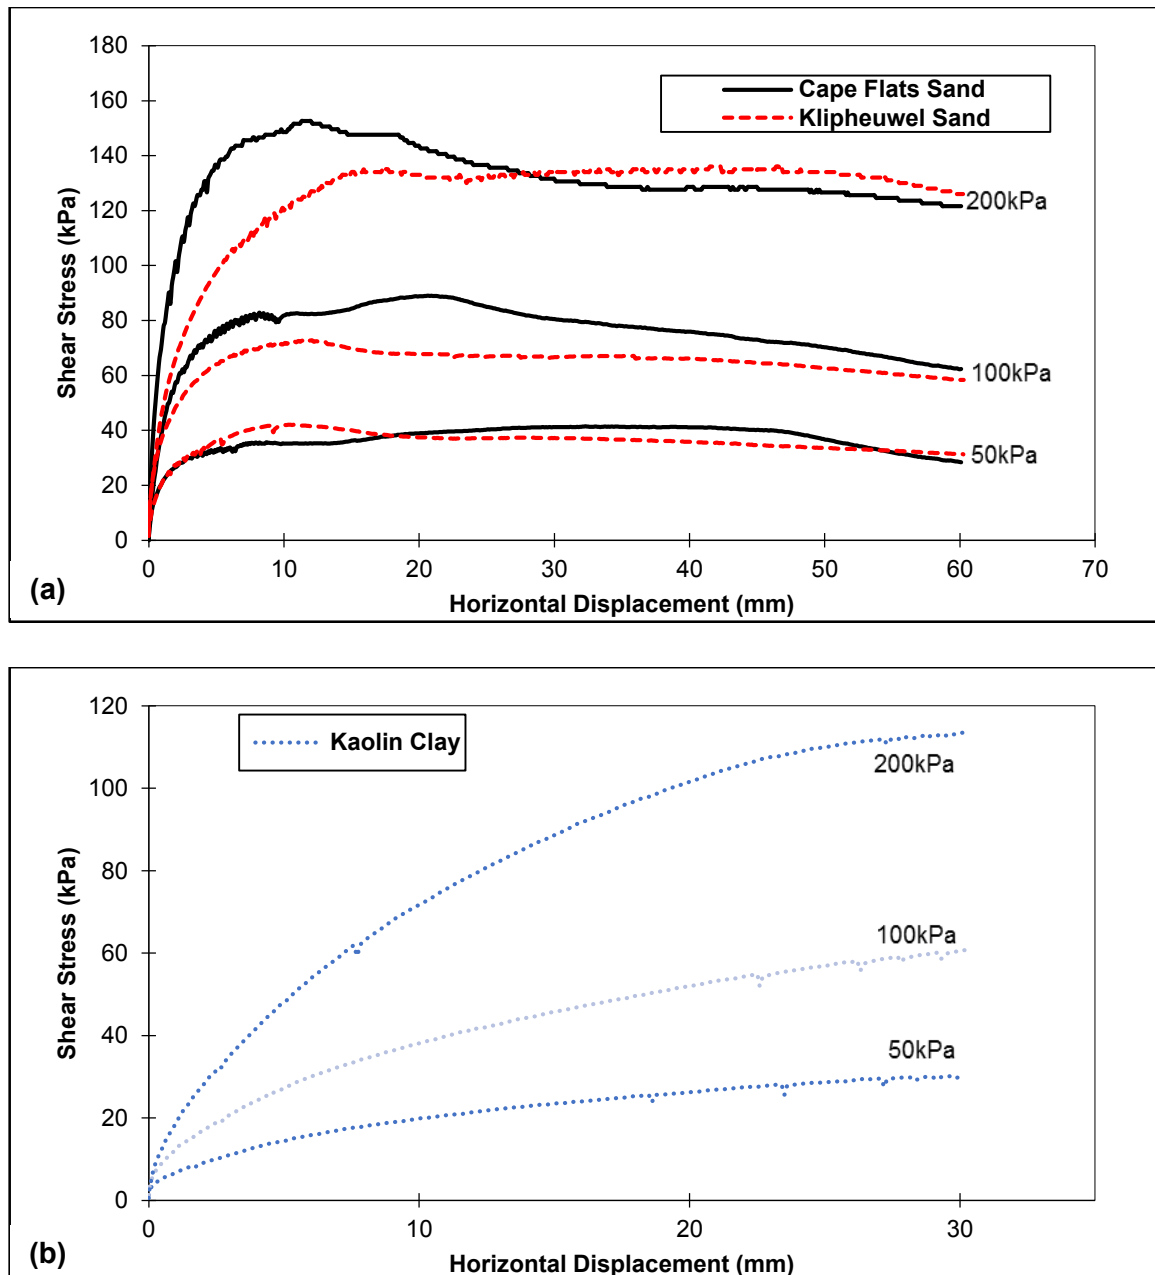 180
160
140
120
100
80
60
40
20
0
Shear Stress (kPa)
Cape Flats Sand
Klipheuwel Sand
200kPa
100kPa
50kPa
0 10 20 30 40 50 60 70
(a)
Horizontal Displacement (mm)
120
100
80
60
40
20
0
Shear Stress (kPa)
Kaolin Clay
200kPa
100kPa
50kPa
0 10 20 30
(b)
Horizontal Displacement (mm)